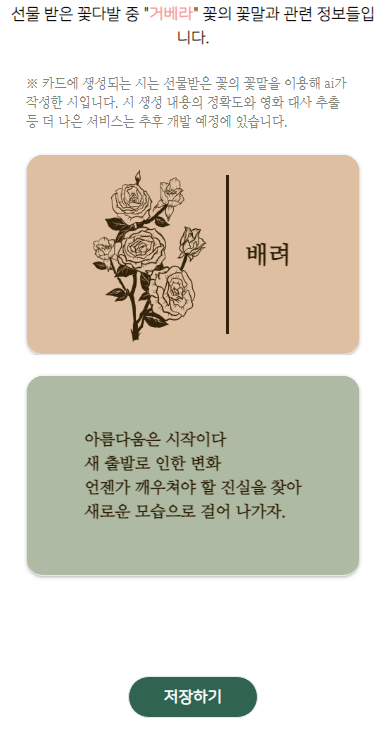 선물 받은 꽃다발 중 "거베라" 꽃의 꽃말과 관련 정보들입
니다.
※ 카드에 생성되는 시는 선물받은 꽃의 꽃말을 이용해 ai가
작성한 시입니다. 시 생성 내용의 정확도와 영화 대사 추출
등 더 나은 서비스는 추후 개발 예정에 있습니다.
배려
아름다움은 시작이다
새 출발로 인한 변화
언젠가 깨우쳐야 할 진실을 찾아
새로운 모습으로 걸어 나가자.
저장하기